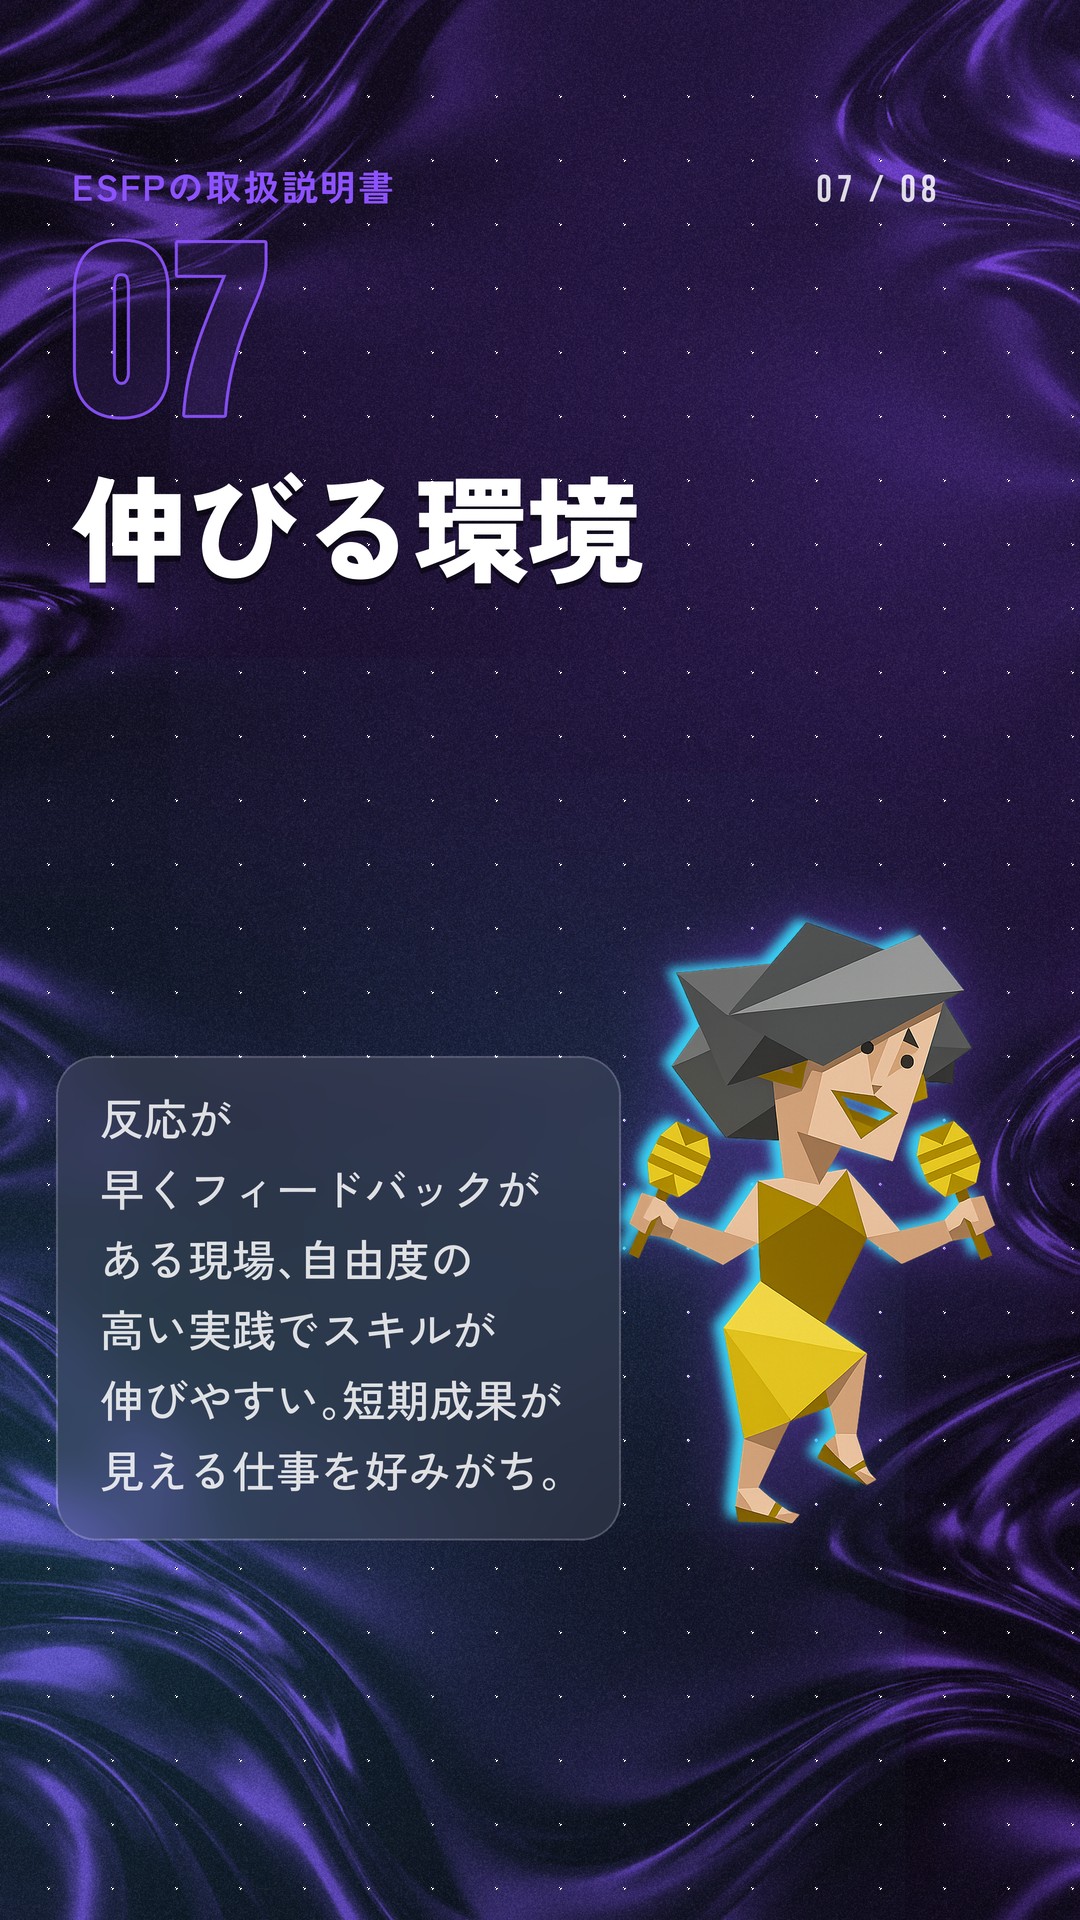 ESFPの取扱説明書
07 / 08
07
伸びる環境
反応が
早くフィードバックが
ある現場、自由度の
高い実践でスキルが
伸びやすい。短期成果が
見える仕事を好みがち。